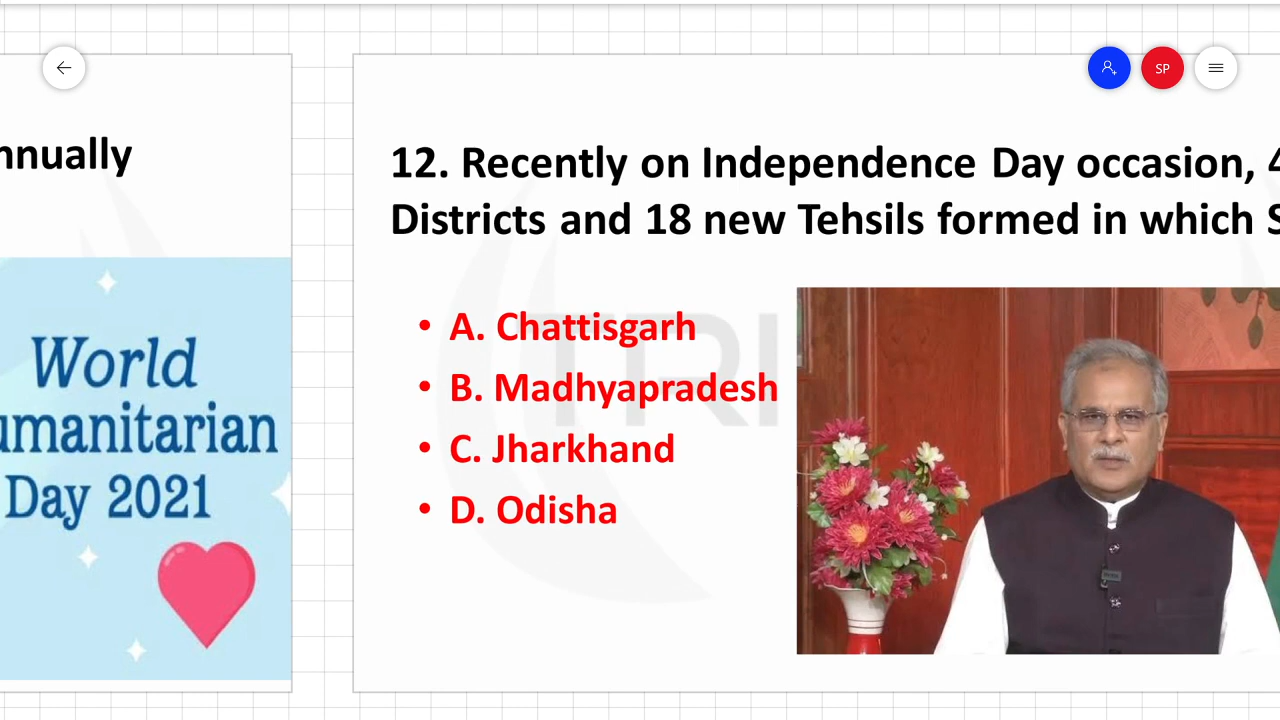 nnually
World
umanitarian
Day 2021
SP
12. Recently on Independence Day occasion, 4
Districts and 18 new Tehsils formed in which S
• A. Chattisgarh
• B. Madhyapradesh
• C. Jharkhand
• D. Odisha
TRI